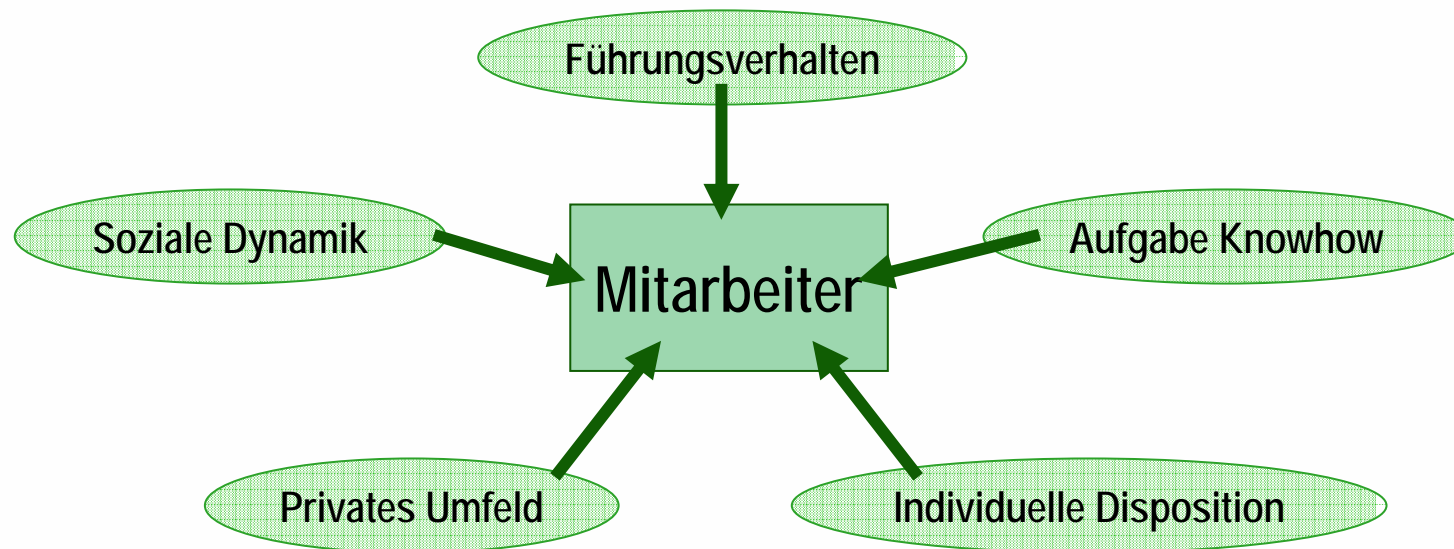 Führungsverhalten
Soziale Dynamik
Aufgabe Knowhow
Mitarbeiter
Privates Umfeld
Individuelle Disposition